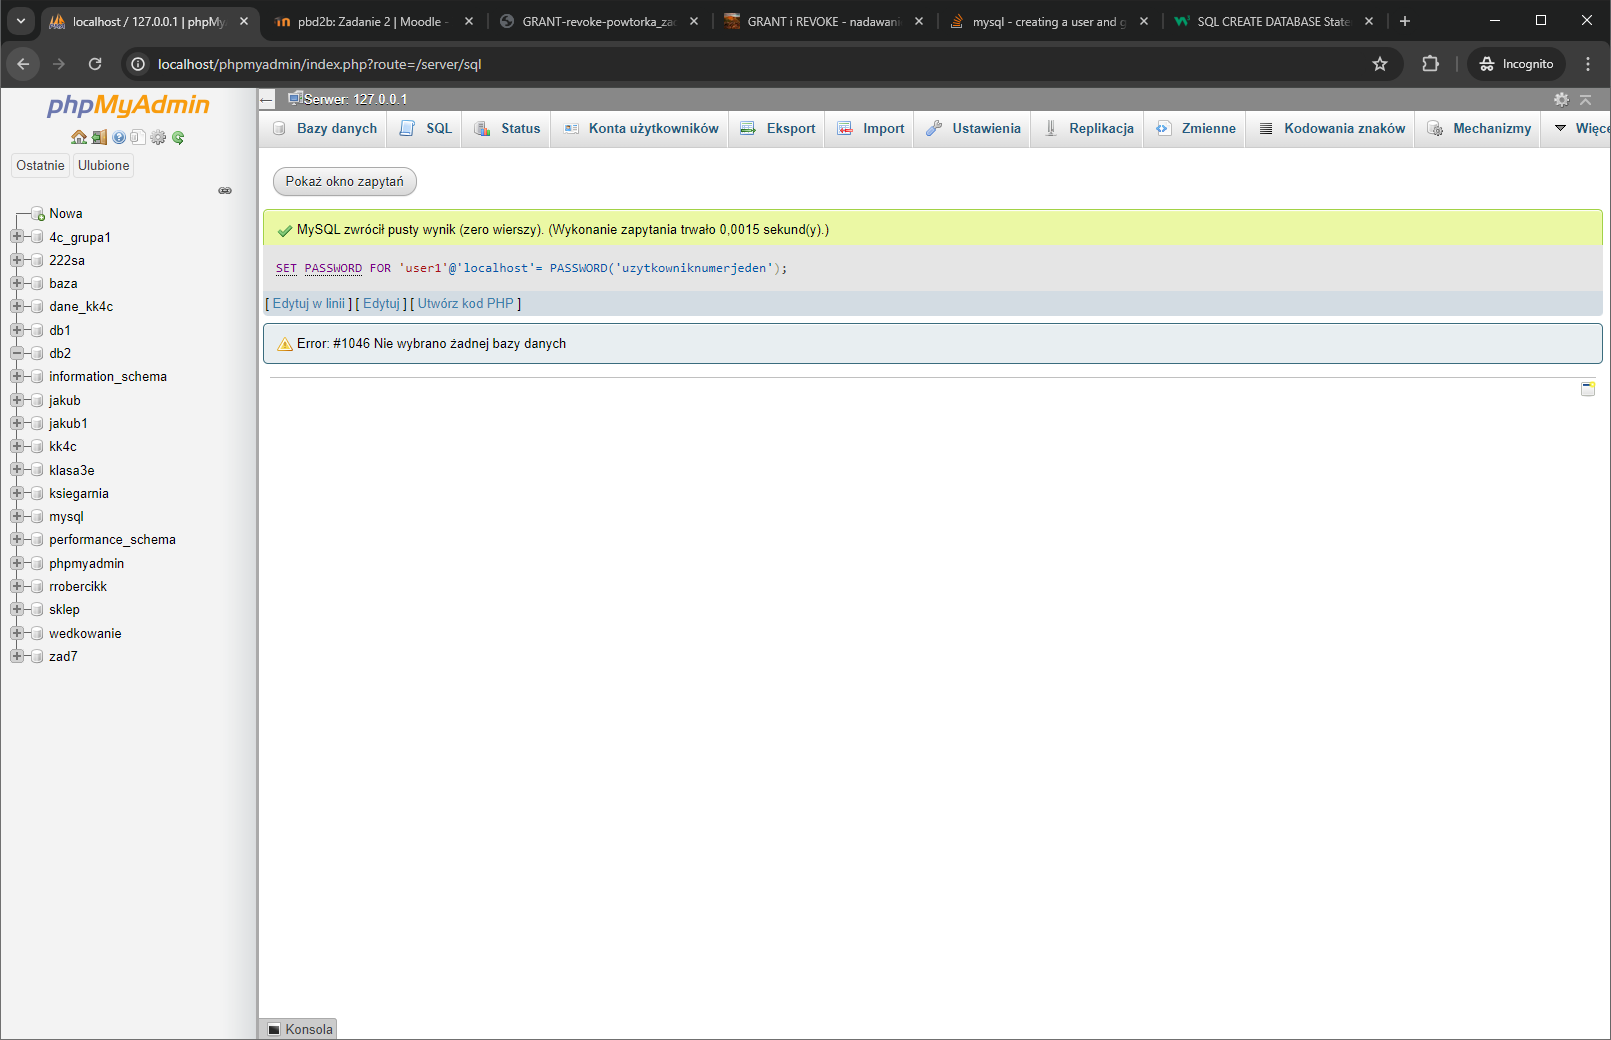 localhost / 127.0.0.1 | phpMy
pbd2b: Zadanie 2 | Moodle -
GRANT-revoke-powtorka_zad
GRANT i REVOKE - nadawani
mysql - creating a user and g
SQL CREATE DATABASE State
localhost/phpmyadmin/index.php?route=/server/sql
Incognito
phpMyAdmin
Ostatnie
Ulubione
Nowa
4c_grupa1
222sa
baza
dane_kk4c
db1
db2
information_schema
jakub
jakub1
kk4c
klasa3e
ksiegarnia
mysql
performance_schema
phpmyadmin
rrobercikk
sklep
wedkowanie
zad7
Serwer: 127.0.0.1
Bazy danych
SQL
Status
Konta użytkowników
Eksport
Import
Ustawienia
Replikacja
Zmienne
Kodowania znaków
Mechanizmy
Więce
Pokaż okno zapytań
MySQL zwrócił pusty wynik (zero wierszy). (Wykonanie zapytania trwało 0,0015 sekund(y).)
SET PASSWORD FOR 'user1'@'localhost'= PASSWORD('uzytkowniknumerjeden');
[ Edytuj w linii ] [ Edytuj ] [ Utwórz kod PHP ]
Error: #1046 Nie wybrano żadnej bazy danych
Konsola